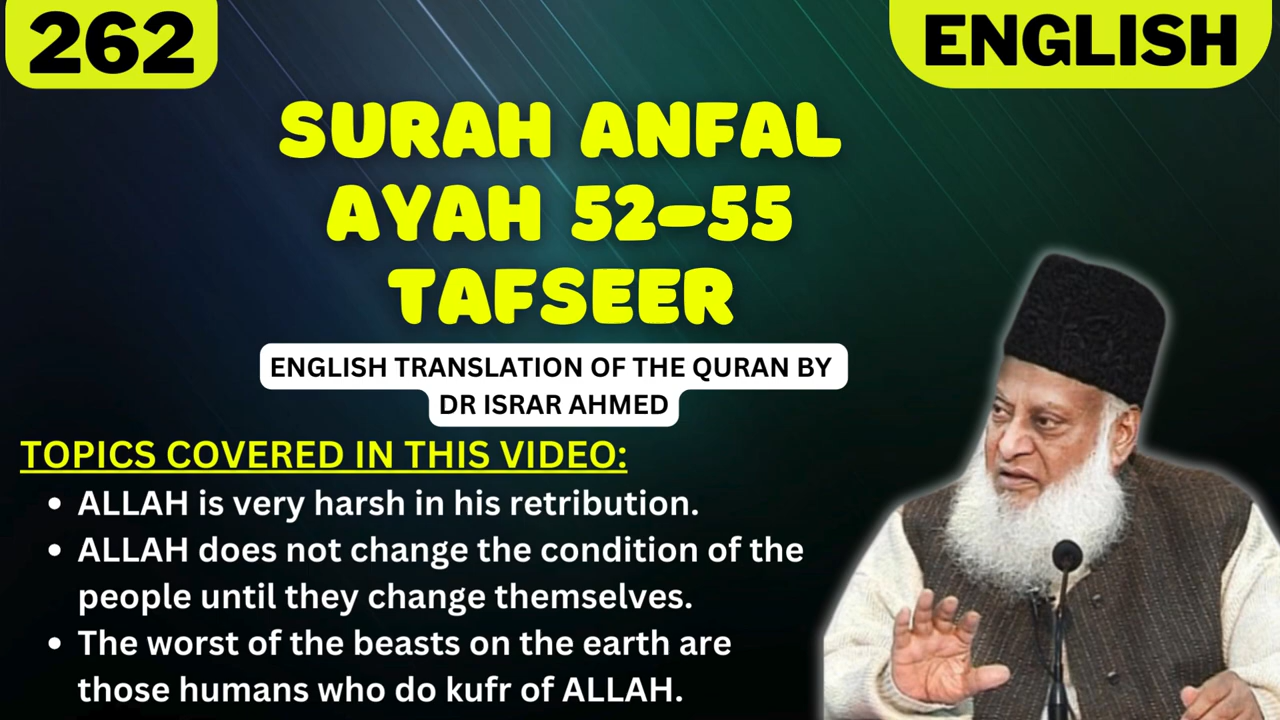 262
ENGLISH
SURAH ANFAL
AYAH 52-55
TAFSEER
ENGLISH TRANSLATION OF THE QURAN BY
DR ISRAR AHMED
TOPICS COVERED IN THIS VIDEO:
• ALLAH is very harsh in his retribution.
• ALLAH does not change the condition of the
people until they change themselves.
• The worst of the beasts on the earth are
those humans who do kufr of ALLAH.